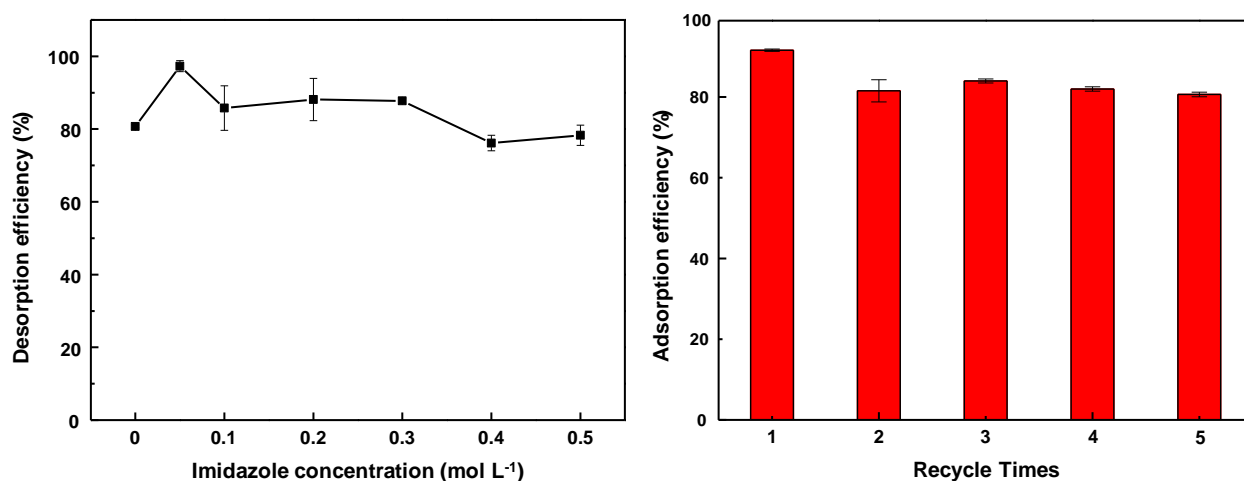 Desorption efficiency (%)
100
80
60
40
20
0
0 0.1 0.2 0.3 0.4 0.5
Imidazole concentration (mol L-1)
Adsorption efficiency (%)
100
80
60
40
20
0
1 2 3 4 5
Recycle Times